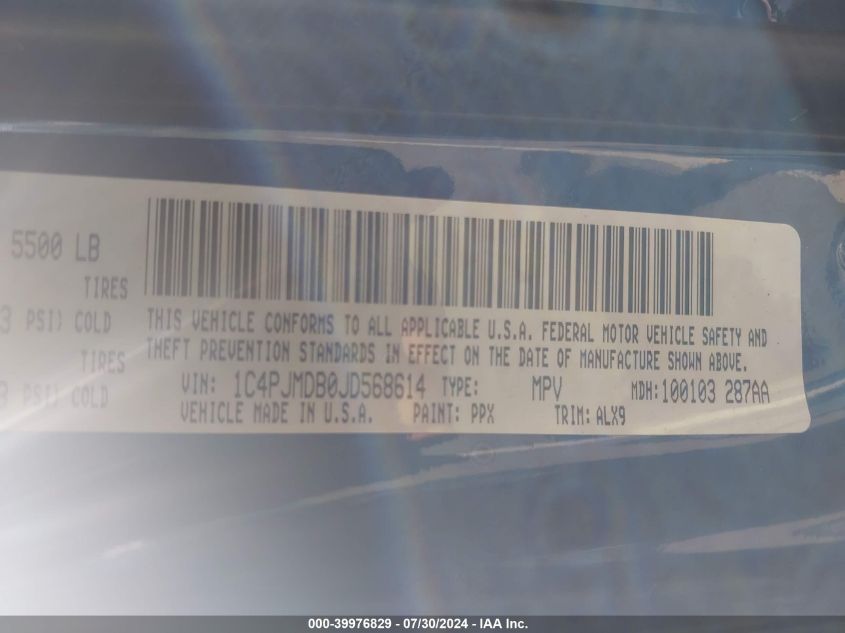 5500 LB
TIRES
3 PSI) COLD
TIRES
3 PSI) COLD
THIS VEHICLE CONFORMS TO ALL APPLICABLE U.S.A. FEDERAL MOTOR VEHICLE SAFETY AND
THEFT PREVENTION STANDARDS IN EFFECT ON THE DATE OF MANUFACTURE SHOWN ABOVE.
VIN: 1C4PJMDB0JD568614 TYPE: MPV MDH: 100103 287AA
VEHICLE MADE IN U.S.A. PAINT: PPX TRIM: ALX9
000-39976829 - 07/30/2024 - IAA Inc.